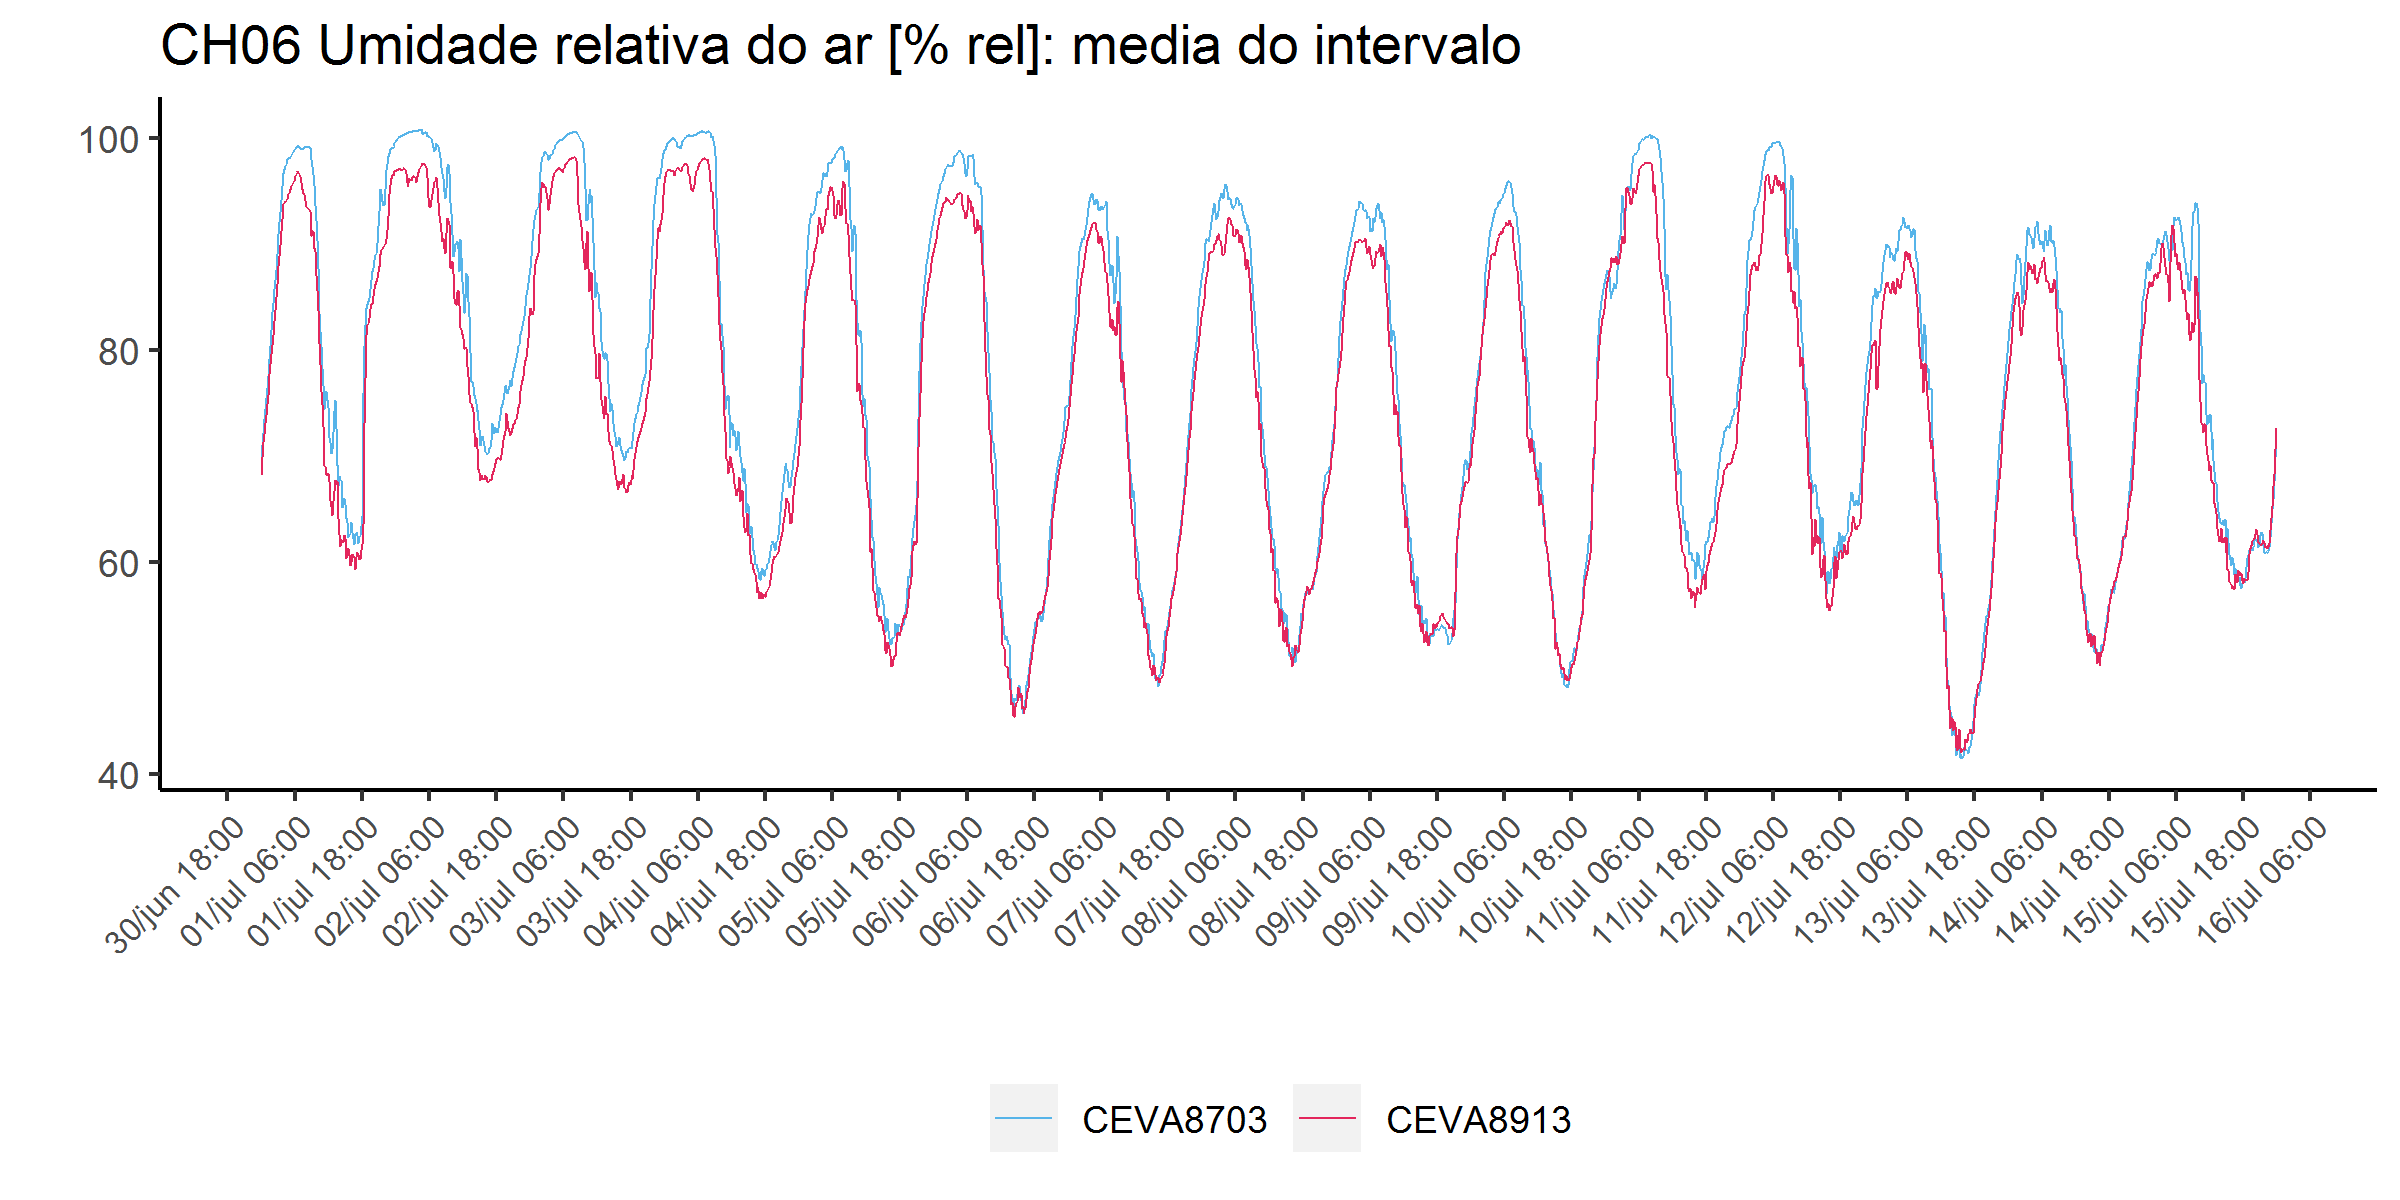 CH06 Umidade relativa do ar [% rel]: media do intervalo
100
80
60
40
30/jun 18:00
01/jul 06:00
01/jul 18:00
02/jul 06:00
02/jul 18:00
03/jul 06:00
03/jul 18:00
04/jul 06:00
04/jul 18:00
05/jul 06:00
05/jul 18:00
06/jul 06:00
06/jul 18:00
07/jul 06:00
07/jul 18:00
08/jul 06:00
08/jul 18:00
09/jul 06:00
09/jul 18:00
10/jul 06:00
10/jul 18:00
11/jul 06:00
11/jul 18:00
12/jul 06:00
12/jul 18:00
13/jul 06:00
13/jul 18:00
14/jul 06:00
14/jul 18:00
15/jul 06:00
15/jul 18:00
16/jul 06:00
CEVA8703
CEVA8913